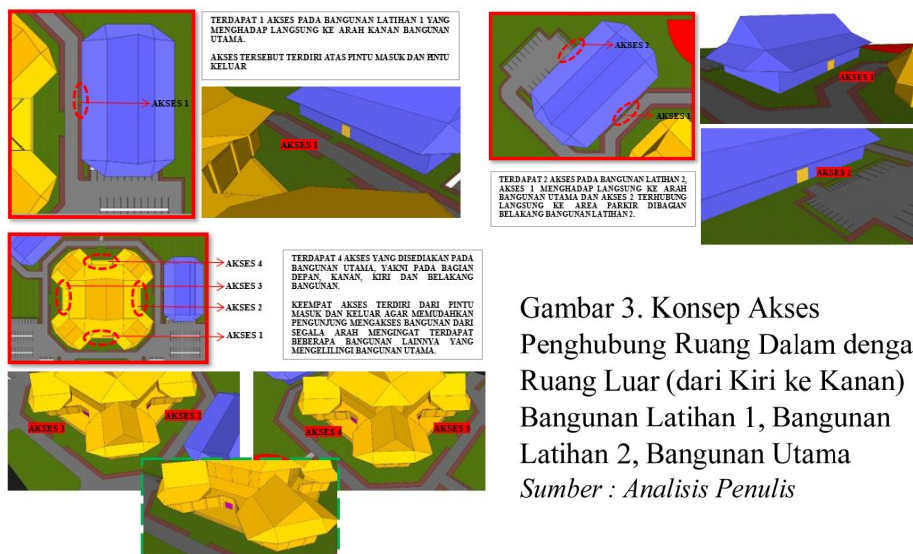 TERDAPAT 1 AKSES PADA BANGUNAN LATIHAN 1 YANG
MENGHADAP LANGSUNG KE ARAH KANAN BANGUNAN
UTAMA.
AKSES TERSEBUT TERDIRI ATAS PINTU MASUK DAN PINTU
KELUAR
AKSES 1
AKSES 1
AKSES 2
AKSES 1
AKSES 1
TERDAPAT 2 AKSES PADA BANGUNAN LATIHAN 2,
AKSES 1 MENGHADAP LANGSUNG KE ARAH
BANGUNAN UTAMA DAN AKSES 2 TERHUBUNG
LANGSUNG KE AREA PARKIR DIBAGIAN
BELAKANG BANGUNAN LATIHAN 2.
AKSES 2
AKSES 4
AKSES 3
AKSES 2
AKSES 1
TERDAPAT 4 AKSES YANG DISEDIAKAN PADA
BANGUNAN UTAMA, YAKNI PADA BAGIAN
DEPAN, KANAN, KIRI DAN BELAKANG
BANGUNAN.
KEEMPAT AKSES TERDIRI DARI PINTU
MASUK DAN KELUAR AGAR MEMUDAHKAN
PENGUNJUNG MENGAKSES BANGUNAN DARI
SEGALA ARAH MENGINGAT TERDAPAT
BEBERAPA BANGUNAN LAINNYA YANG
MENGELILINGI BANGUNAN UTAMA.
AKSES 1
AKSES 2
AKSES 4
AKSES 3
Gambar 3. Konsep Akses
Penghubung Ruang Dalam denga
Ruang Luar (dari Kiri ke Kanan)
Bangunan Latihan 1, Bangunan
Latihan 2, Bangunan Utama
Sumber : Analisis Penulis